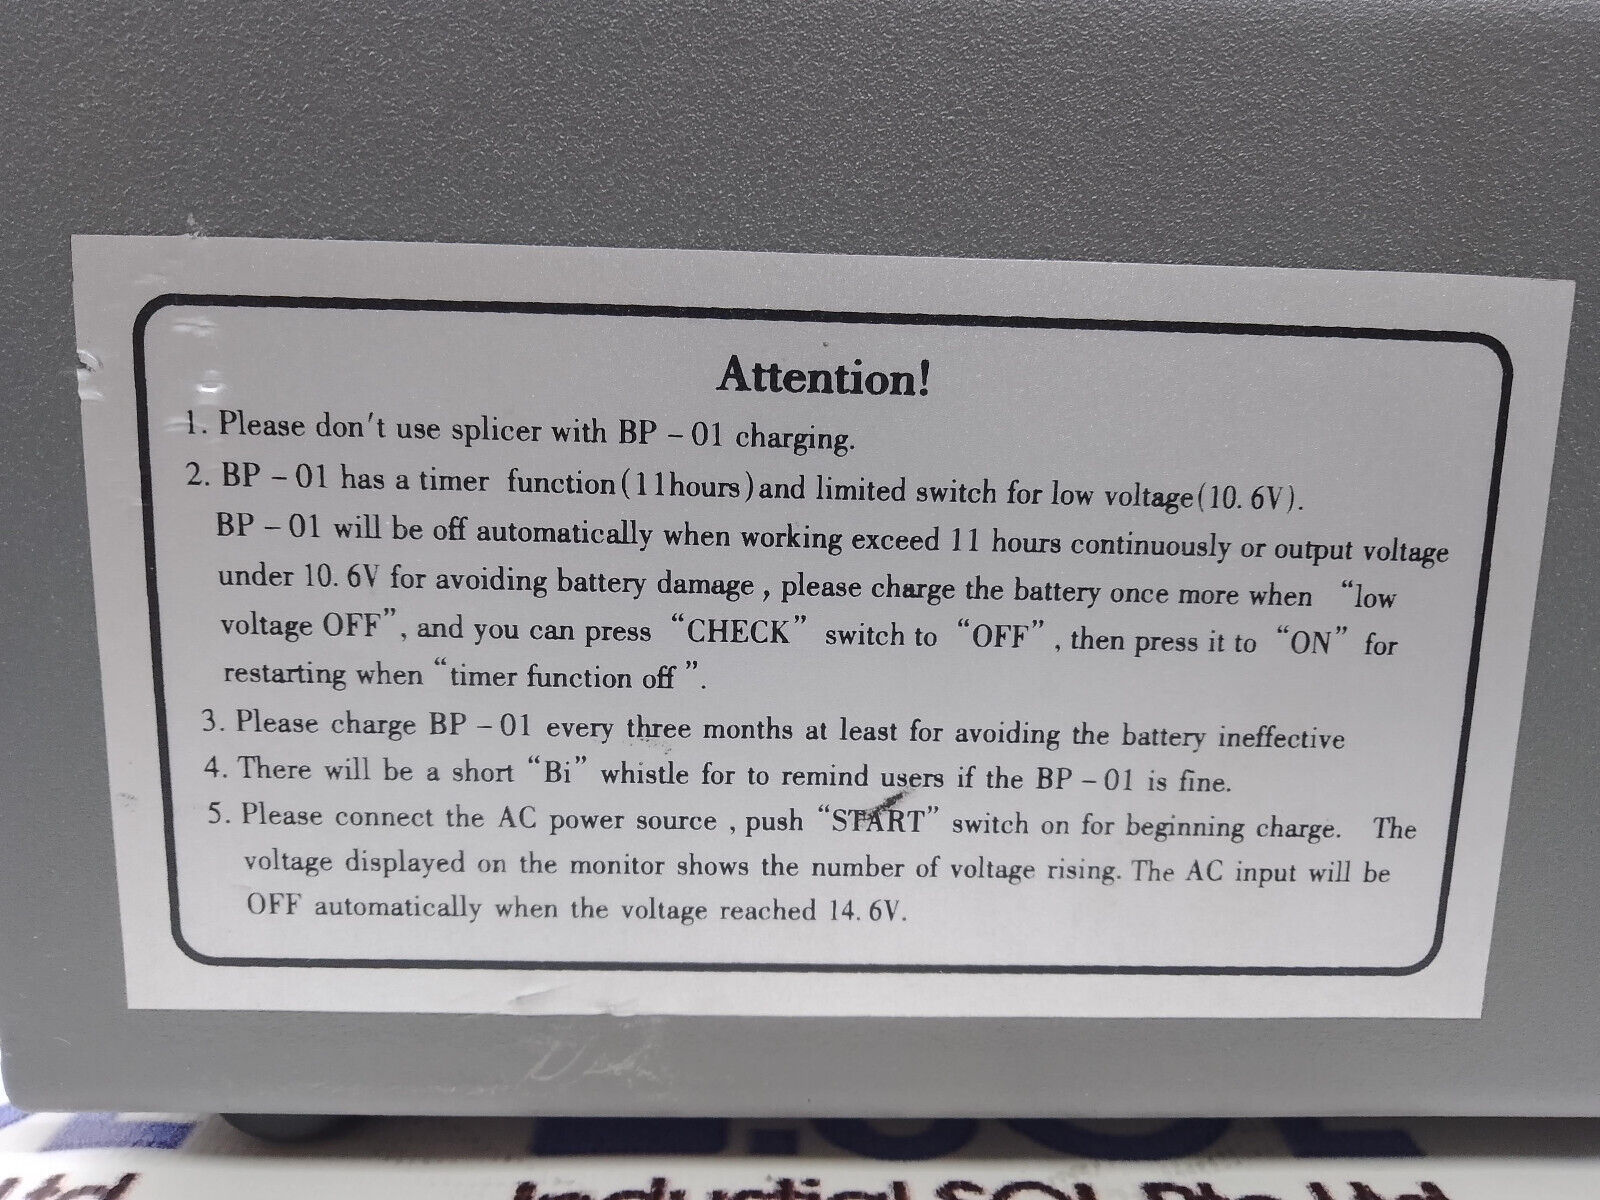 Attention!
1. Please don't use splicer with BP - 01 charging.
2. BP - 01 has a timer function(11hours)and limited switch for low voltage(10. 6V).
BP - 01 will be off automatically when working exceed 11 hours continuously or output voltage
under 10. 6V for avoiding battery damage , please charge the battery once more when “low
voltage OFF”, and you can press “CHECK” switch to “OFF” , then press it to “ON” for
restarting when “timer function off ”.
3. Please charge BP - 01 every three months at least for avoiding the battery ineffective
4. There will be a short “Bi” whistle for to remind users if the BP - 01 is fine.
5. Please connect the AC power source , push “START” switch on for beginning charge. The
voltage displayed on the monitor shows the number of voltage rising. The AC input will be
OFF automatically when the voltage reached 14. 6V.
Ltd Industial SOL Pte Ltd